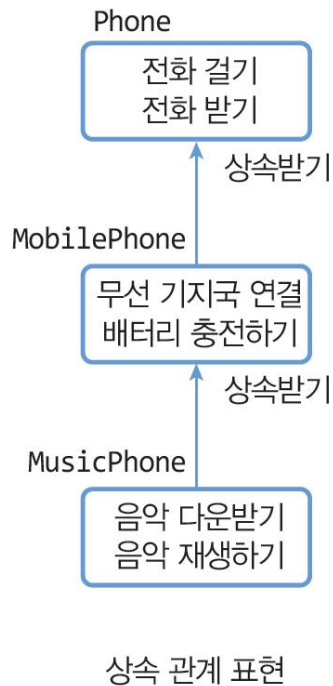 Phone
전화 걸기
전화 받기
상속받기
MobilePhone
무선 기지국 연결
배터리 충전하기
상속받기
MusicPhone
음악 다운받기
음악 재생하기
상속 관계 표현